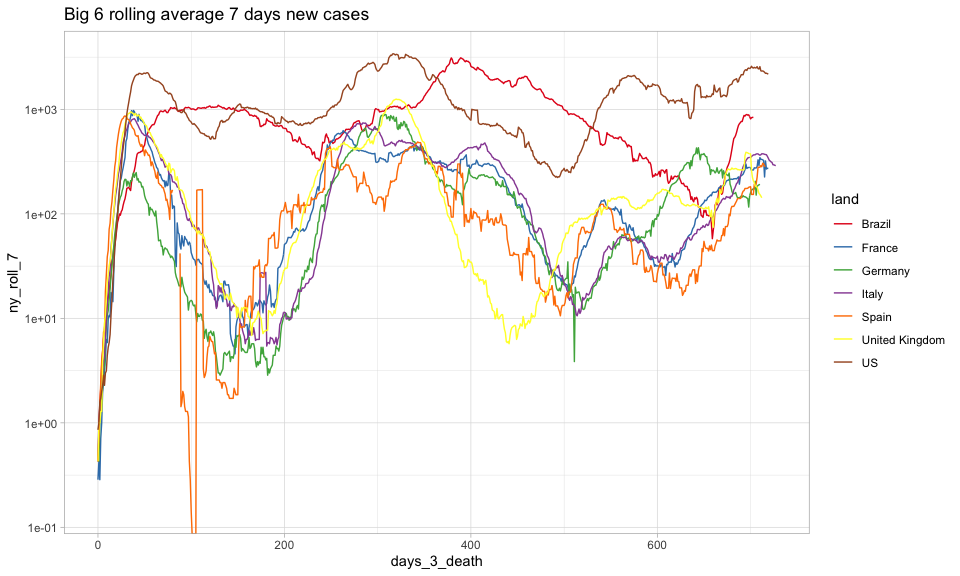 Big 6 rolling average 7 days new cases
ny_roll_7
1e+03
1e+02
1e+01
1e+00
1e-01
0
200
400
600
days_3_death
land
Brazil
France
Germany
Italy
Spain
United Kingdom
US